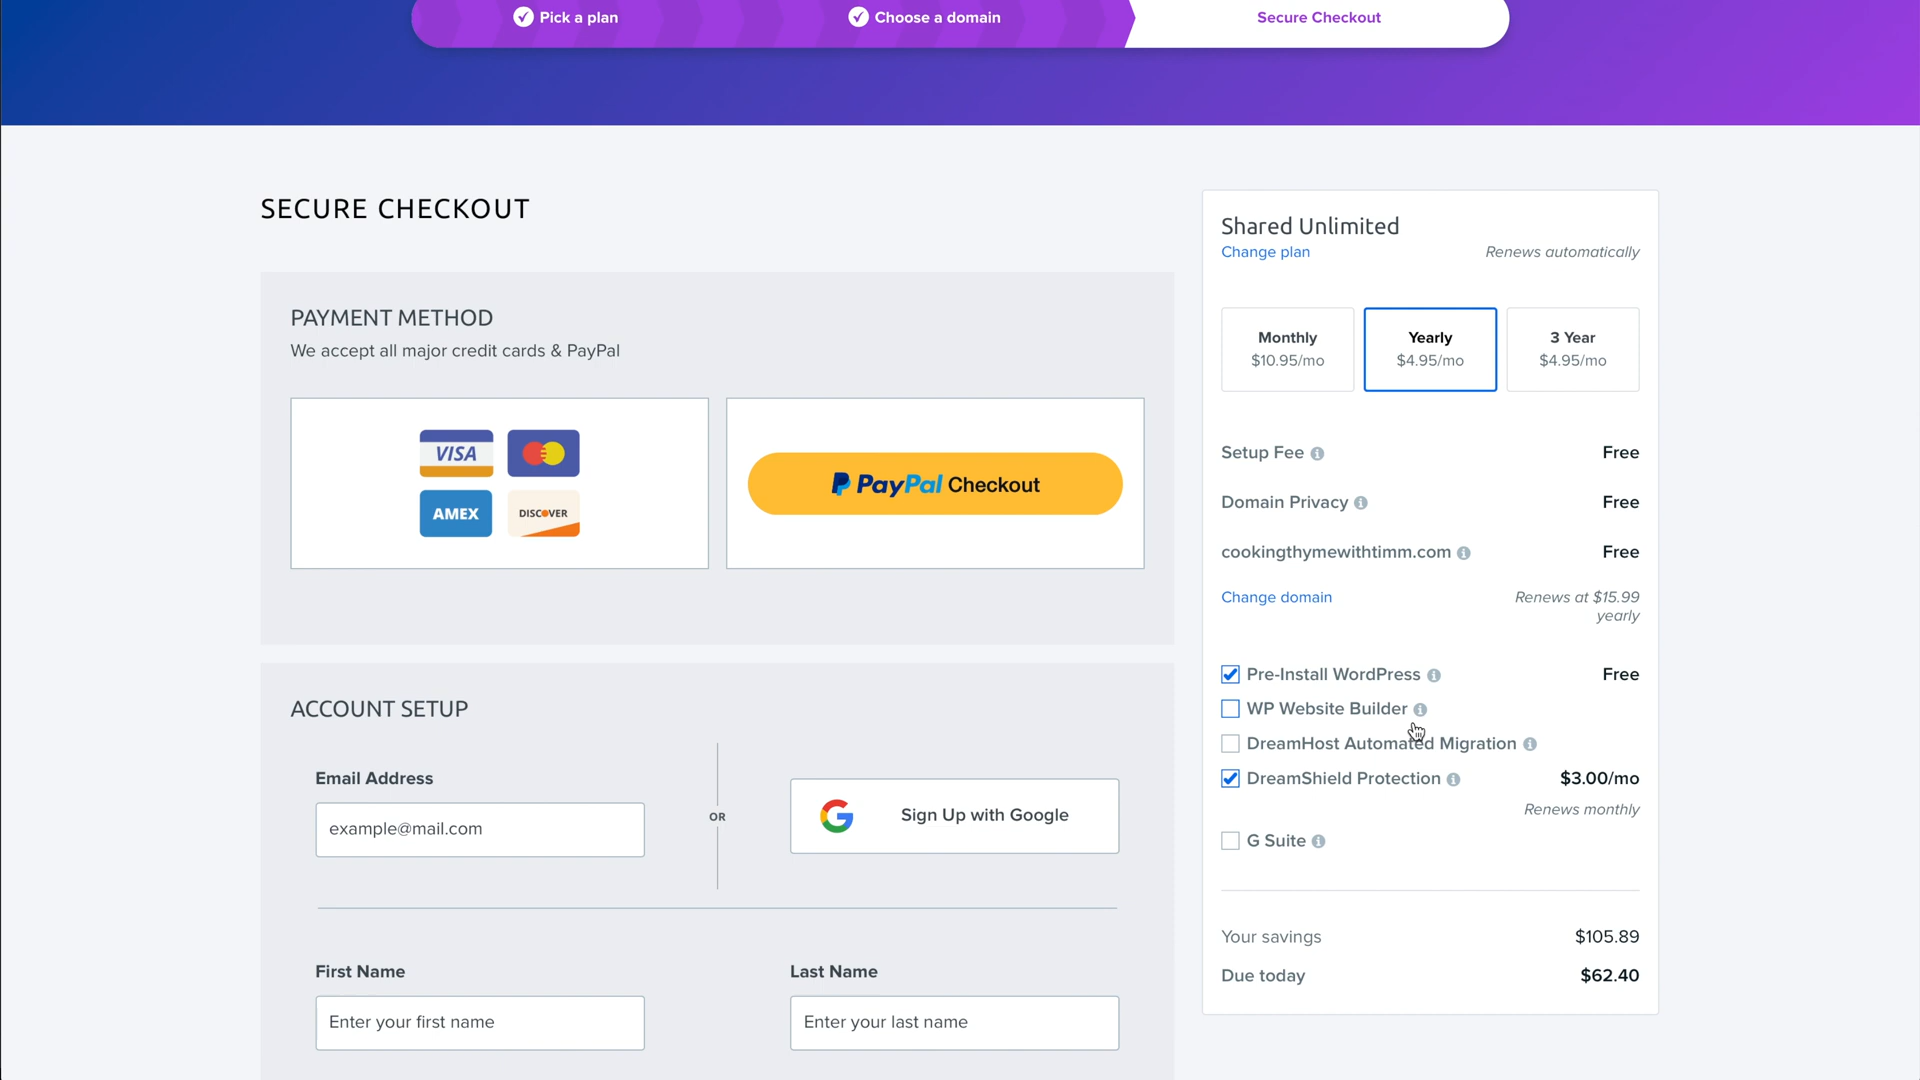 Pick a plan
Choose a domain
Secure Checkout
SECURE CHECKOUT
PAYMENT METHOD
We accept all major credit cards & PayPal
VISA
AMEX
DISCOVER
PayPal Checkout
ACCOUNT SETUP
Email Address
example@mail.com
OR
Sign Up with Google
First Name
Enter your first name
Last Name
Enter your last name
Shared Unlimited
Change plan
Renews automatically
Monthly
$10.95/mo
Yearly
$4.95/mo
3 Year
$4.95/mo
Setup Fee
Free
Domain Privacy
Free
cookingthymewithtimm.com
Free
Change domain
Renews at $15.99
yearly
Pre-Install WordPress
Free
WP Website Builder
DreamHost Automated Migration
DreamShield Protection
$3.00/mo
Renews monthly
G Suite
Your savings
$105.89
Due today
$62.40